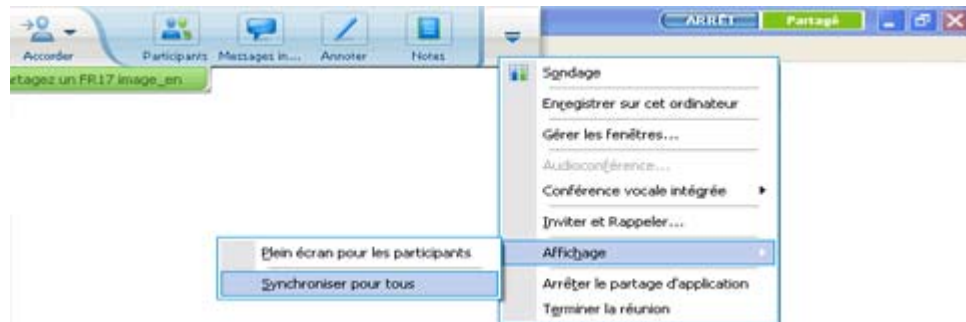 ARRÊT Partagé
Accorder Participants Messages in... Annoter Notes
rtagez un FR17 image_en
Sondage
Enregistrer sur cet ordinateur
Gérer les fenêtres...
Audioconférence...
Conférence vocale intégrée
Inviter et Rappeler...
Plein écran pour les participants
Affichage
Synchroniser pour tous
Arrêter le partage d'application
Terminer la réunion